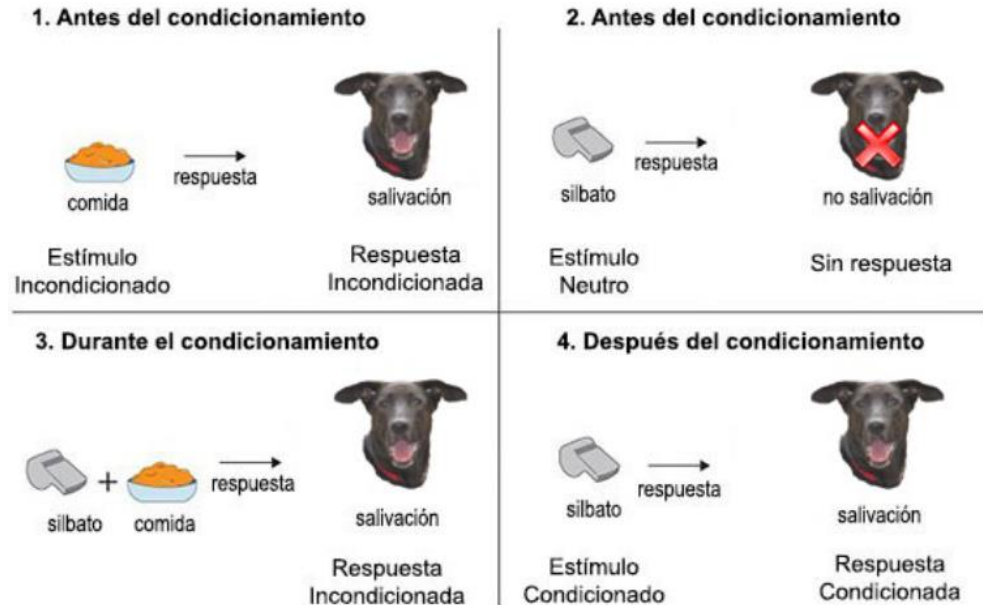 1. Antes del condicionamiento
respuesta
comida
salivación
Estímulo
Incondicionado
Respuesta
Incondicionada
2. Antes del condicionamiento
respuesta
silbato
no salivación
Estímulo
Neutro
Sin respuesta
3. Durante el condicionamiento
+
respuesta
silbato
comida
salivación
Respuesta
Incondicionada
4. Después del condicionamiento
respuesta
silbato
salivación
Estímulo
Condicionado
Respuesta
Condicionada